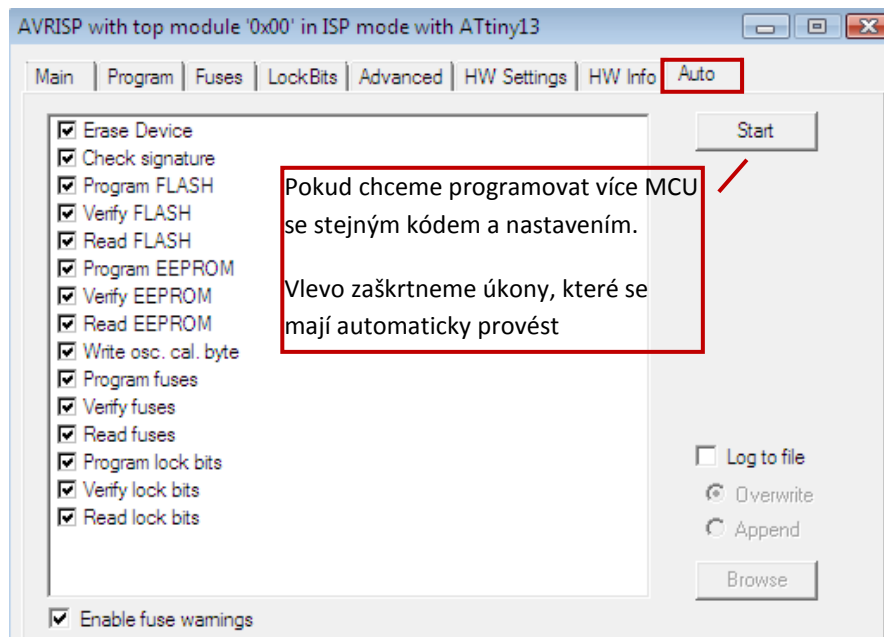 AVRISP with top module '0x00' in ISP mode with ATtiny13
Main Program Fuses LockBits Advanced HW Settings HW Info Auto
Erase Device
Check signature
Program FLASH
Verify FLASH
Read FLASH
Program EEPROM
Verify EEPROM
Read EEPROM
Write osc. cal. byte
Program fuses
Verify fuses
Read fuses
Program lock bits
Verify lock bits
Read lock bits
Enable fuse warnings
Pokud chceme programovat více MCU
se stejným kódem a nastavením.
Vlevo zaškrtneme úkony, které se
mají automaticky provést
Start
Log to file
Overwrite
Append
Browse